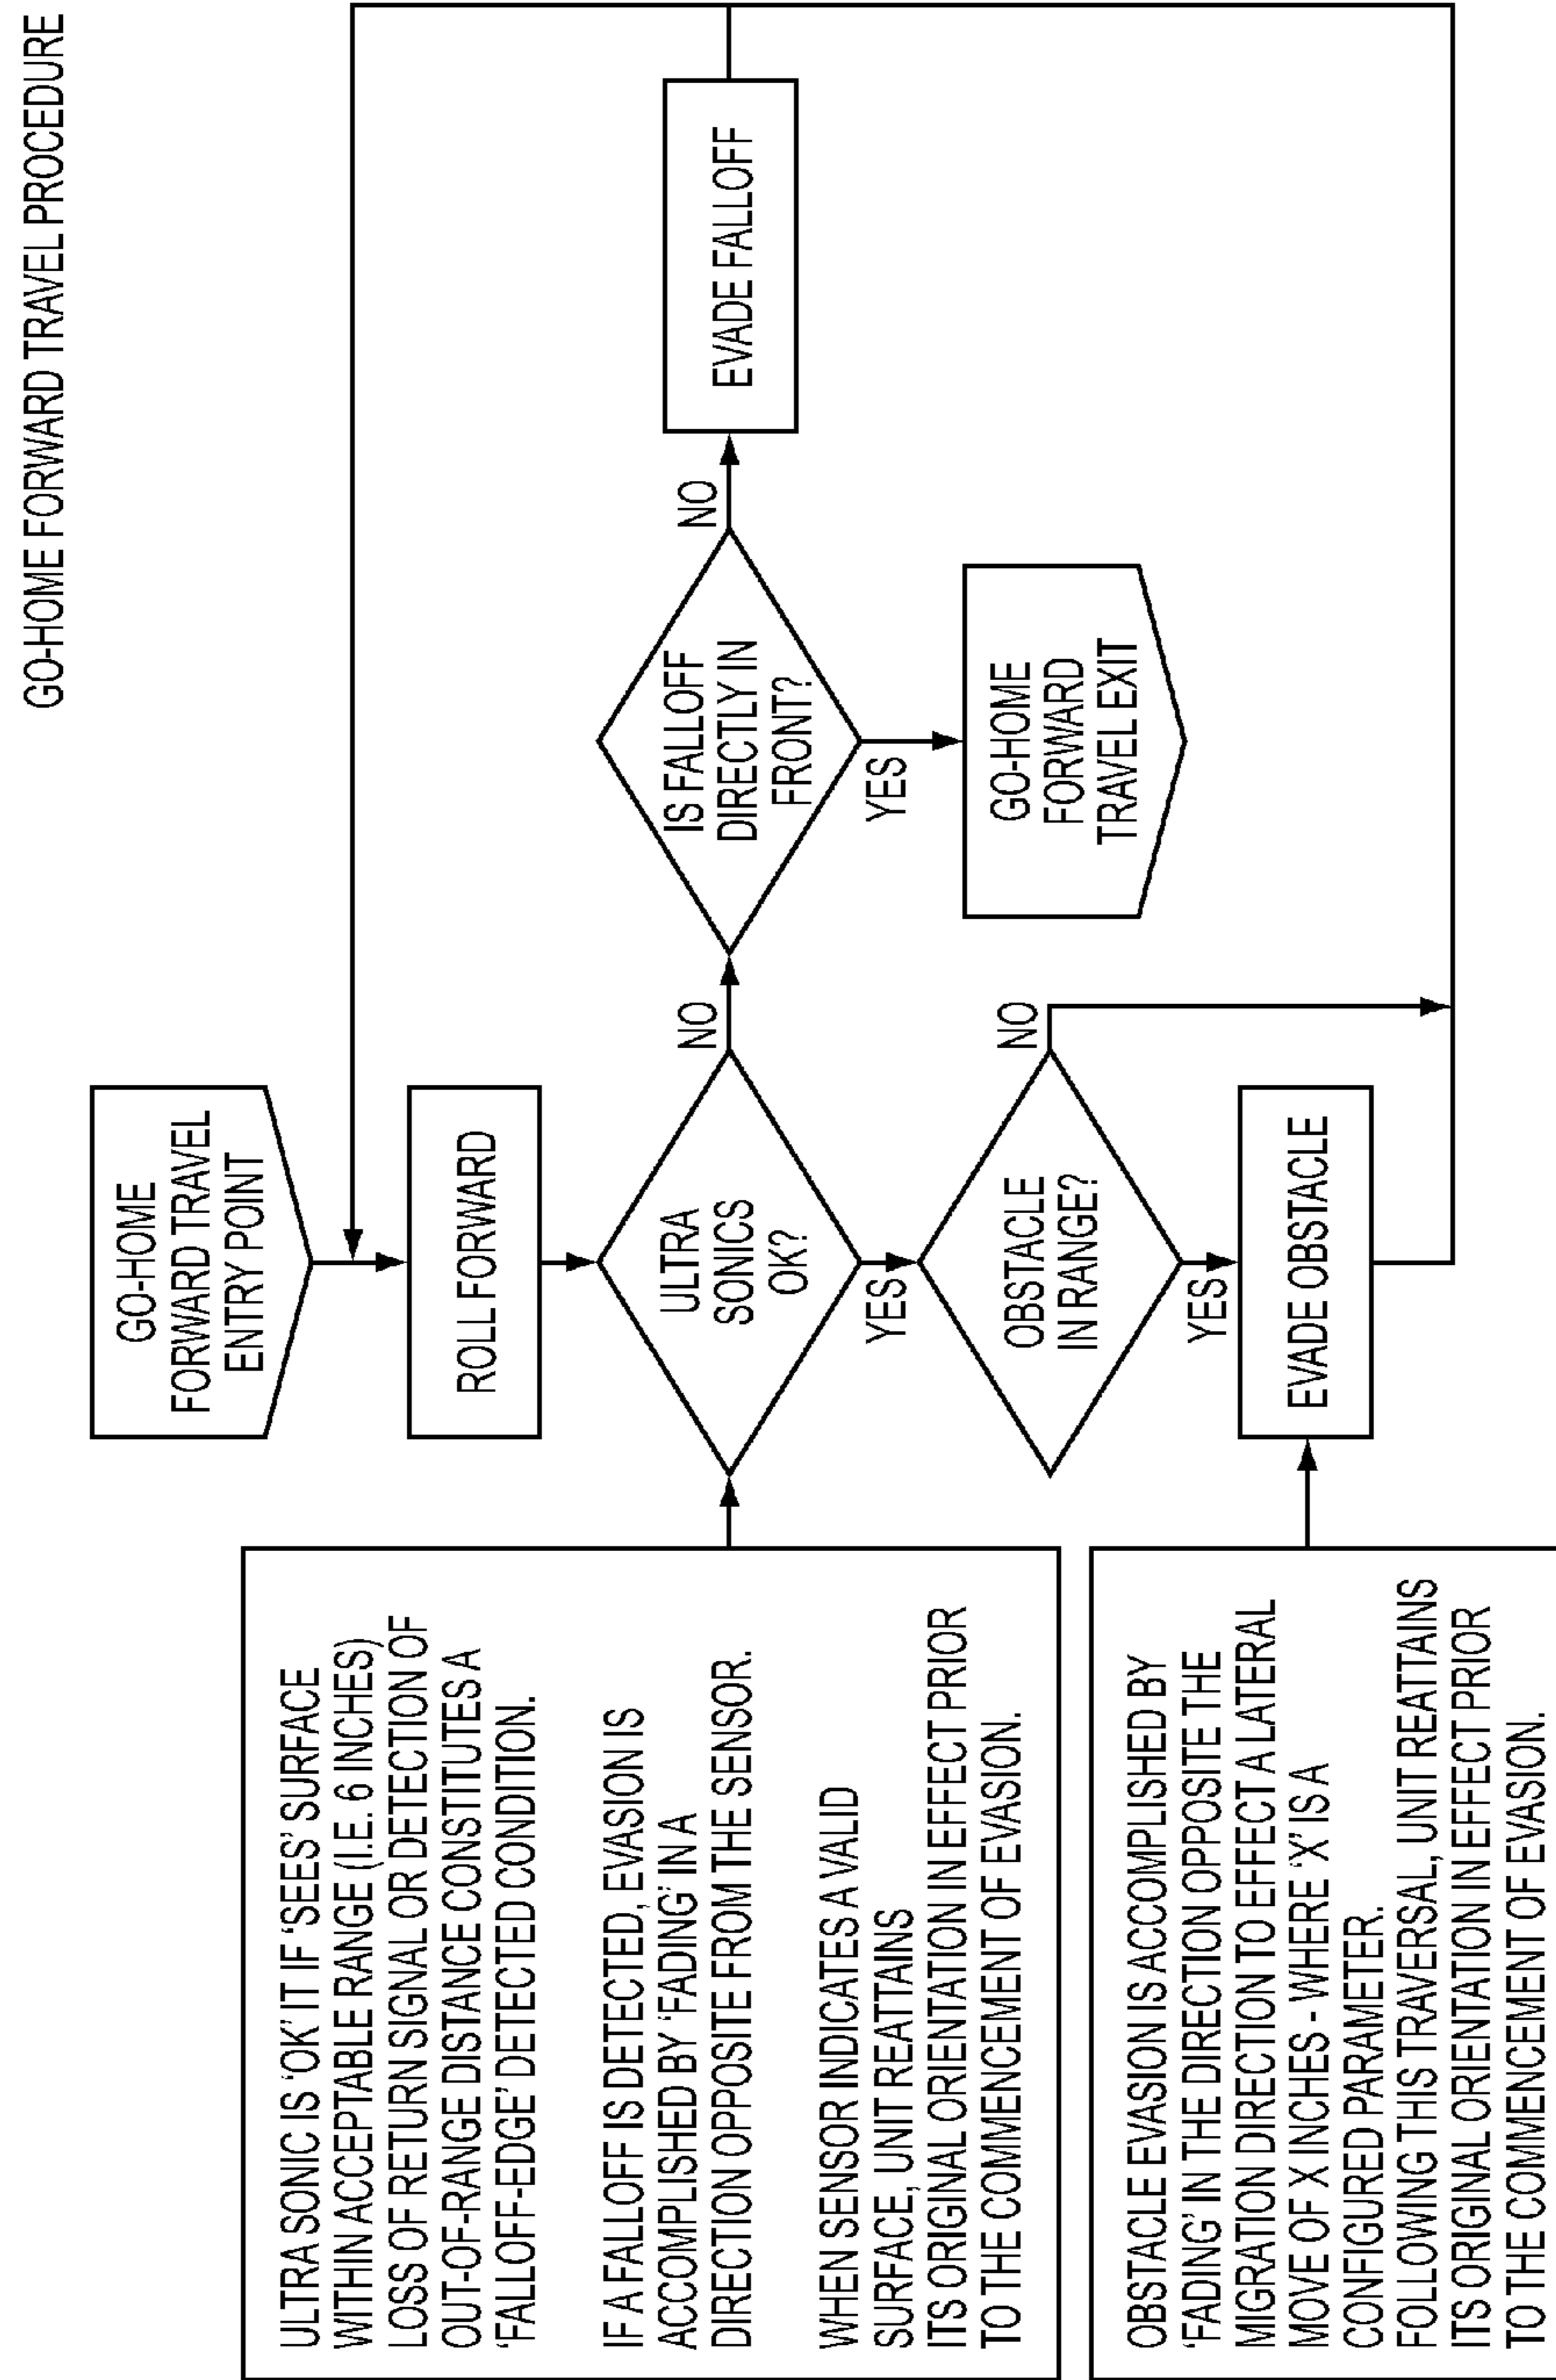 GO-HOME FORWARD TRAVEL PROCEDURE
GO-HOME
FORWARD TRAVEL
ENTRY POINT
ROLL FORWARD
ULTRA SONIC IS 'OK' IT IF 'SEES' SURFACE
WITHIN ACCEPTABLE RANGE (I.E. 6 INCHES)
LOSS OF RETURN SIGNAL OR DETECTION OF
OUT-OF-RANGE DISTANCE CONSTITUTES A
'FALLOFF-EDGE' DETECTED CONDITION.
IF A FALLOFF IS DETECTED, EVASION IS
ACCOMPLISHED BY 'FADING' IN A
DIRECTION OPPOSITE FROM THE SENSOR.
WHEN SENSOR INDICATES A VALID
SURFACE, UNIT REATTAINS
ITS ORIGINAL ORIENTATION IN EFFECT PRIOR
TO THE COMMENCEMENT OF EVASION.
ULTRA
SONICS
OK?
NO
IS FALLOFF
DIRECTLY IN
FRONT?
NO
EVADE FALLOFF
YES
YES
GO-HOME
FORWARD
TRAVEL EXIT
OBSTACLE
IN RANGE?
NO
YES
OBSTACLE EVASION IS ACCOMPLISHED BY
'FADING' IN THE DIRECTION OPPOSITE THE
MIGRATION DIRECTION TO EFFECT A LATERAL
MOVE OF X INCHES - WHERE 'X' IS A
CONFIGURED PARAMETER.
FOLLOWING THIS TRAVERSAL, UNIT REATTAINS
ITS ORIGINAL ORIENTATION IN EFFECT PRIOR
TO THE COMMENCEMENT OF EVASION.
EVADE OBSTACLE